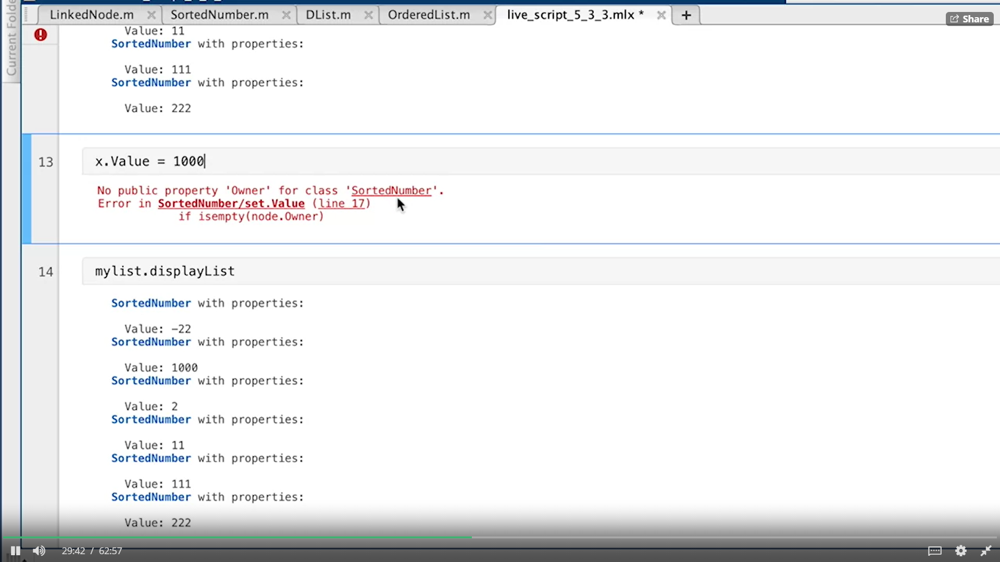 LinkedNode.m × SortedNumber.m × DList.m × OrderedList.m × live_script_5_3_3.mlx * × +
Share
Current Folde
Value: 11
SortedNumber with properties:
Value: 111
SortedNumber with properties:
Value: 222
13 x.Value = 1000
No public property 'Owner' for class 'SortedNumber'.
Error in SortedNumber/set.Value (line 17)
if isempty(node.Owner)
14 mylist.displayList
SortedNumber with properties:
Value: -22
SortedNumber with properties:
Value: 1000
SortedNumber with properties:
Value: 2
SortedNumber with properties:
Value: 11
SortedNumber with properties:
Value: 111
SortedNumber with properties:
Value: 222
29:42 / 62:57